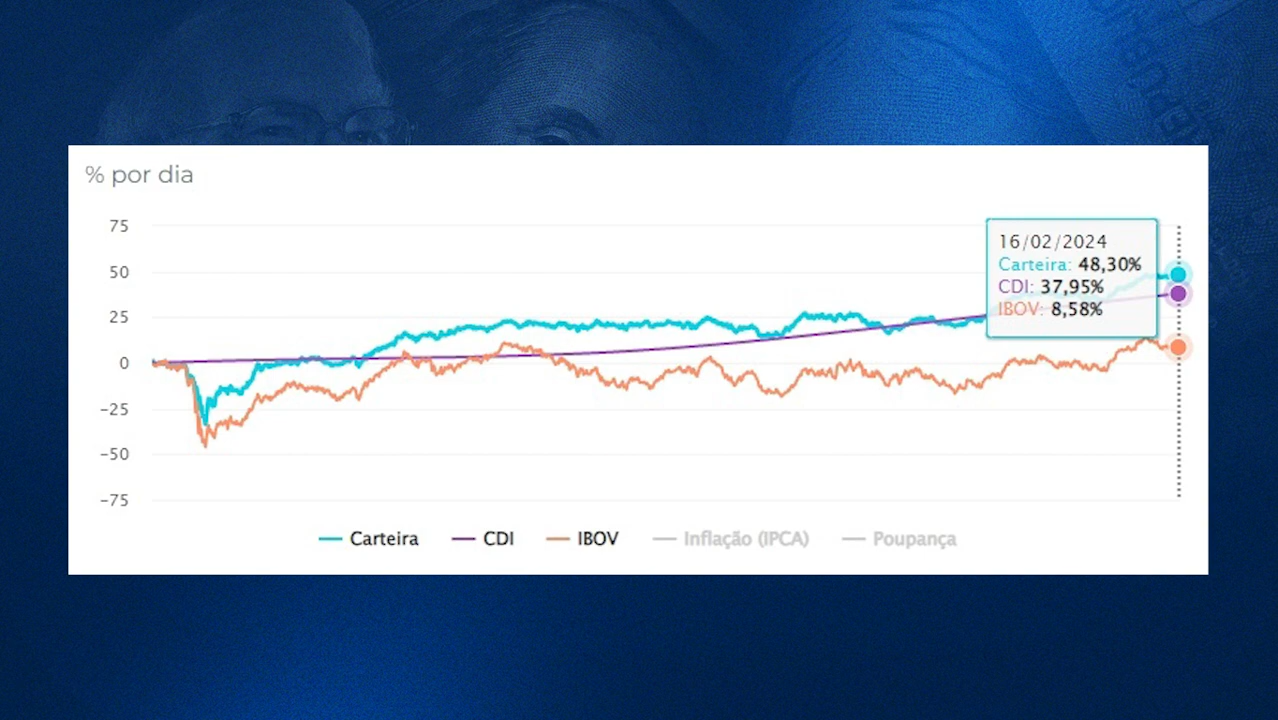 % por dia
75
50
25
0
−25
−50
−75
16/02/2024
Carteira: 48,30%
CDI: 37,95%
IBOV: 8,58%
Carteira CDI IBOV Inflação (IPCA) Poupança